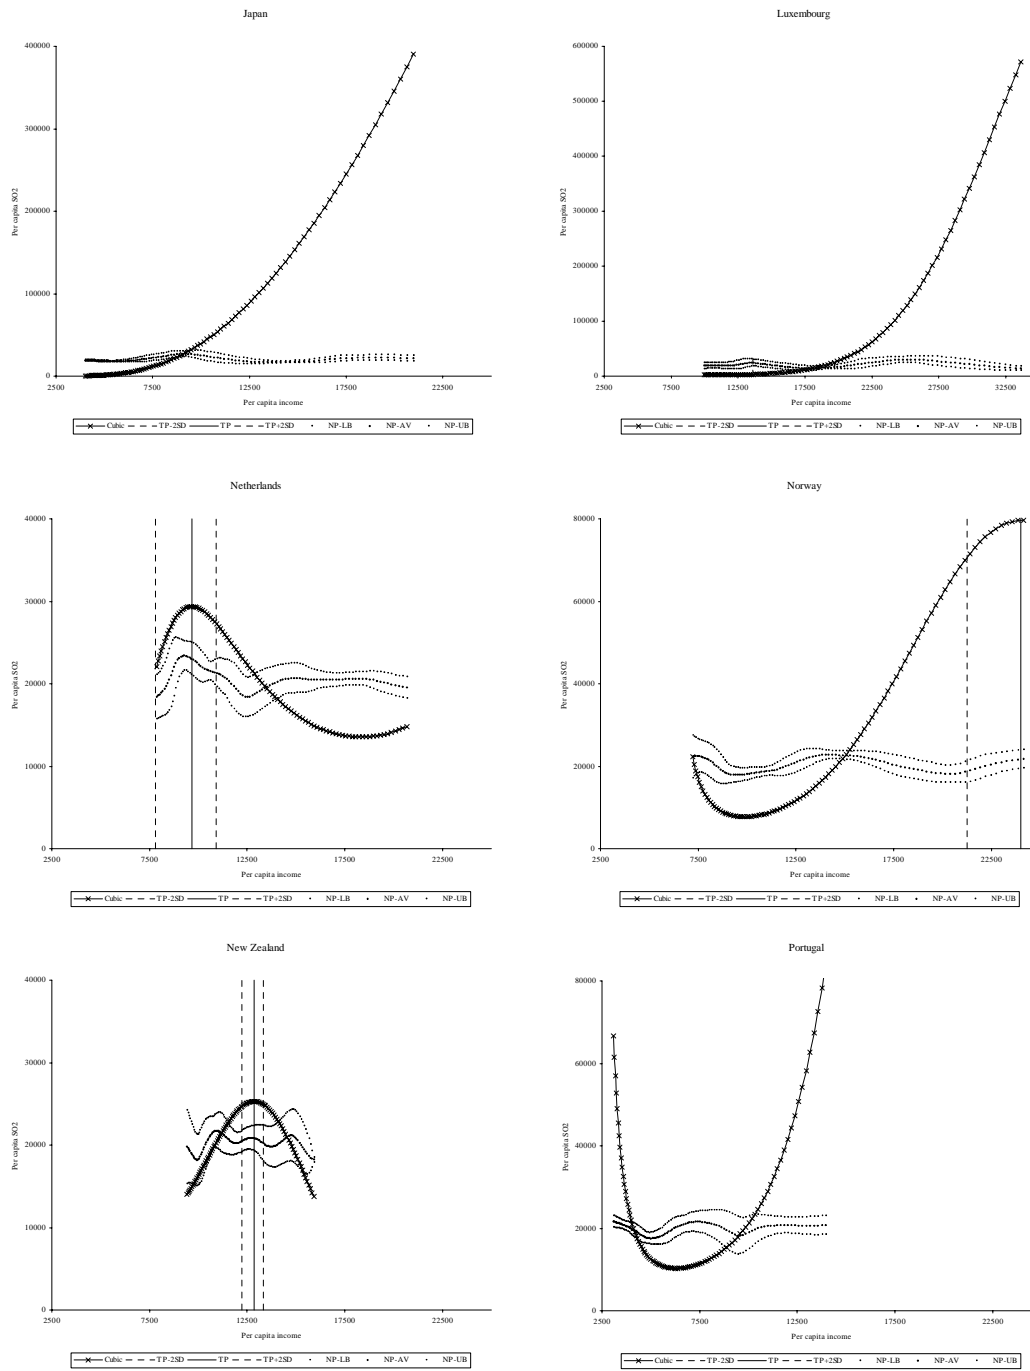 Japan
400000
300000
200000
100000
0
Per capita SO2
2500 7500 12500 17500 22500
Per capita income
Cubic TP-2SD TP TP+2SD NP-LB NP-AV NP-UB
Luxembourg
600000
500000
400000
300000
200000
100000
0
Per capita SO2
2500 7500 12500 17500 22500 27500 32500
Per capita income
Cubic TP-2SD TP TP+2SD NP-LB NP-AV NP-UB
Netherlands
40000
30000
20000
10000
0
Per capita SO2
2500 7500 12500 17500 22500
Per capita income
Cubic TP-2SD TP TP+2SD NP-LB NP-AV NP-UB
Norway
80000
60000
40000
20000
0
Per capita SO2
2500 7500 12500 17500 22500
Per capita income
Cubic TP-2SD TP TP+2SD NP-LB NP-AV NP-UB
New Zealand
40000
30000
20000
10000
0
Per capita SO2
2500 7500 12500 17500 22500
Per capita income
Cubic TP-2SD TP TP+2SD NP-LB NP-AV NP-UB
Portugal
80000
60000
40000
20000
0
Per capita SO2
2500 7500 12500 17500 22500
Per capita income
Cubic TP-2SD TP TP+2SD NP-LB NP-AV NP-UB